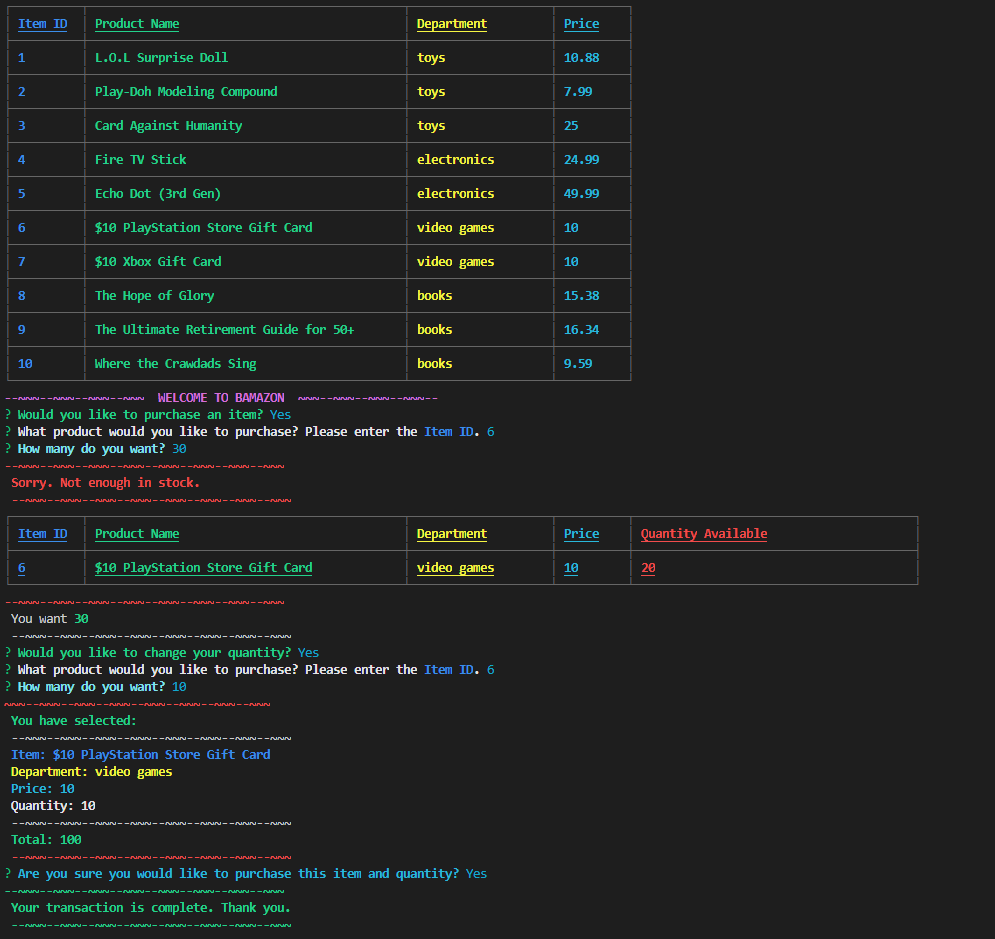 Item ID Product Name Department Price
1 L.O.L Surprise Doll toys 10.88
2 Play-Doh Modeling Compound toys 7.99
3 Card Against Humanity toys 25
4 Fire TV Stick electronics 24.99
5 Echo Dot (3rd Gen) electronics 49.99
6 $10 PlayStation Store Gift Card video games 10
7 $10 Xbox Gift Card video games 10
8 The Hope of Glory books 15.38
9 The Ultimate Retirement Guide for 50+ books 16.34
10 Where the Crawdads Sing books 9.59
--~~~--~~~--~~~--~~~ WELCOME TO BAMAZON ~~~--~~~--~~~--~~~--
? Would you like to purchase an item? Yes
? What product would you like to purchase? Please enter the Item ID. 6
? How many do you want? 30
--~~~--~~~--~~~--~~~--~~~--~~~--~~~--~~~
Sorry. Not enough in stock.
--~~~--~~~--~~~--~~~--~~~--~~~--~~~--~~~
Item ID Product Name Department Price Quantity Available
6 $10 PlayStation Store Gift Card video games 10 20
--~~~--~~~--~~~--~~~--~~~--~~~--~~~--~~~
You want 30
--~~~--~~~--~~~--~~~--~~~--~~~--~~~--~~~
? Would you like to change your quantity? Yes
? What product would you like to purchase? Please enter the Item ID. 6
? How many do you want? 10
~~~--~~~--~~~--~~~--~~~--~~~--~~~--~~~
You have selected:
--~~~--~~~--~~~--~~~--~~~--~~~--~~~--~~~
Item: $10 PlayStation Store Gift Card
Department: video games
Price: 10
Quantity: 10
--~~~--~~~--~~~--~~~--~~~--~~~--~~~--~~~
Total: 100
--~~~--~~~--~~~--~~~--~~~--~~~--~~~--~~~
? Are you sure you would like to purchase this item and quantity? Yes
--~~~--~~~--~~~--~~~--~~~--~~~--~~~--~~~
Your transaction is complete. Thank you.
--~~~--~~~--~~~--~~~--~~~--~~~--~~~--~~~